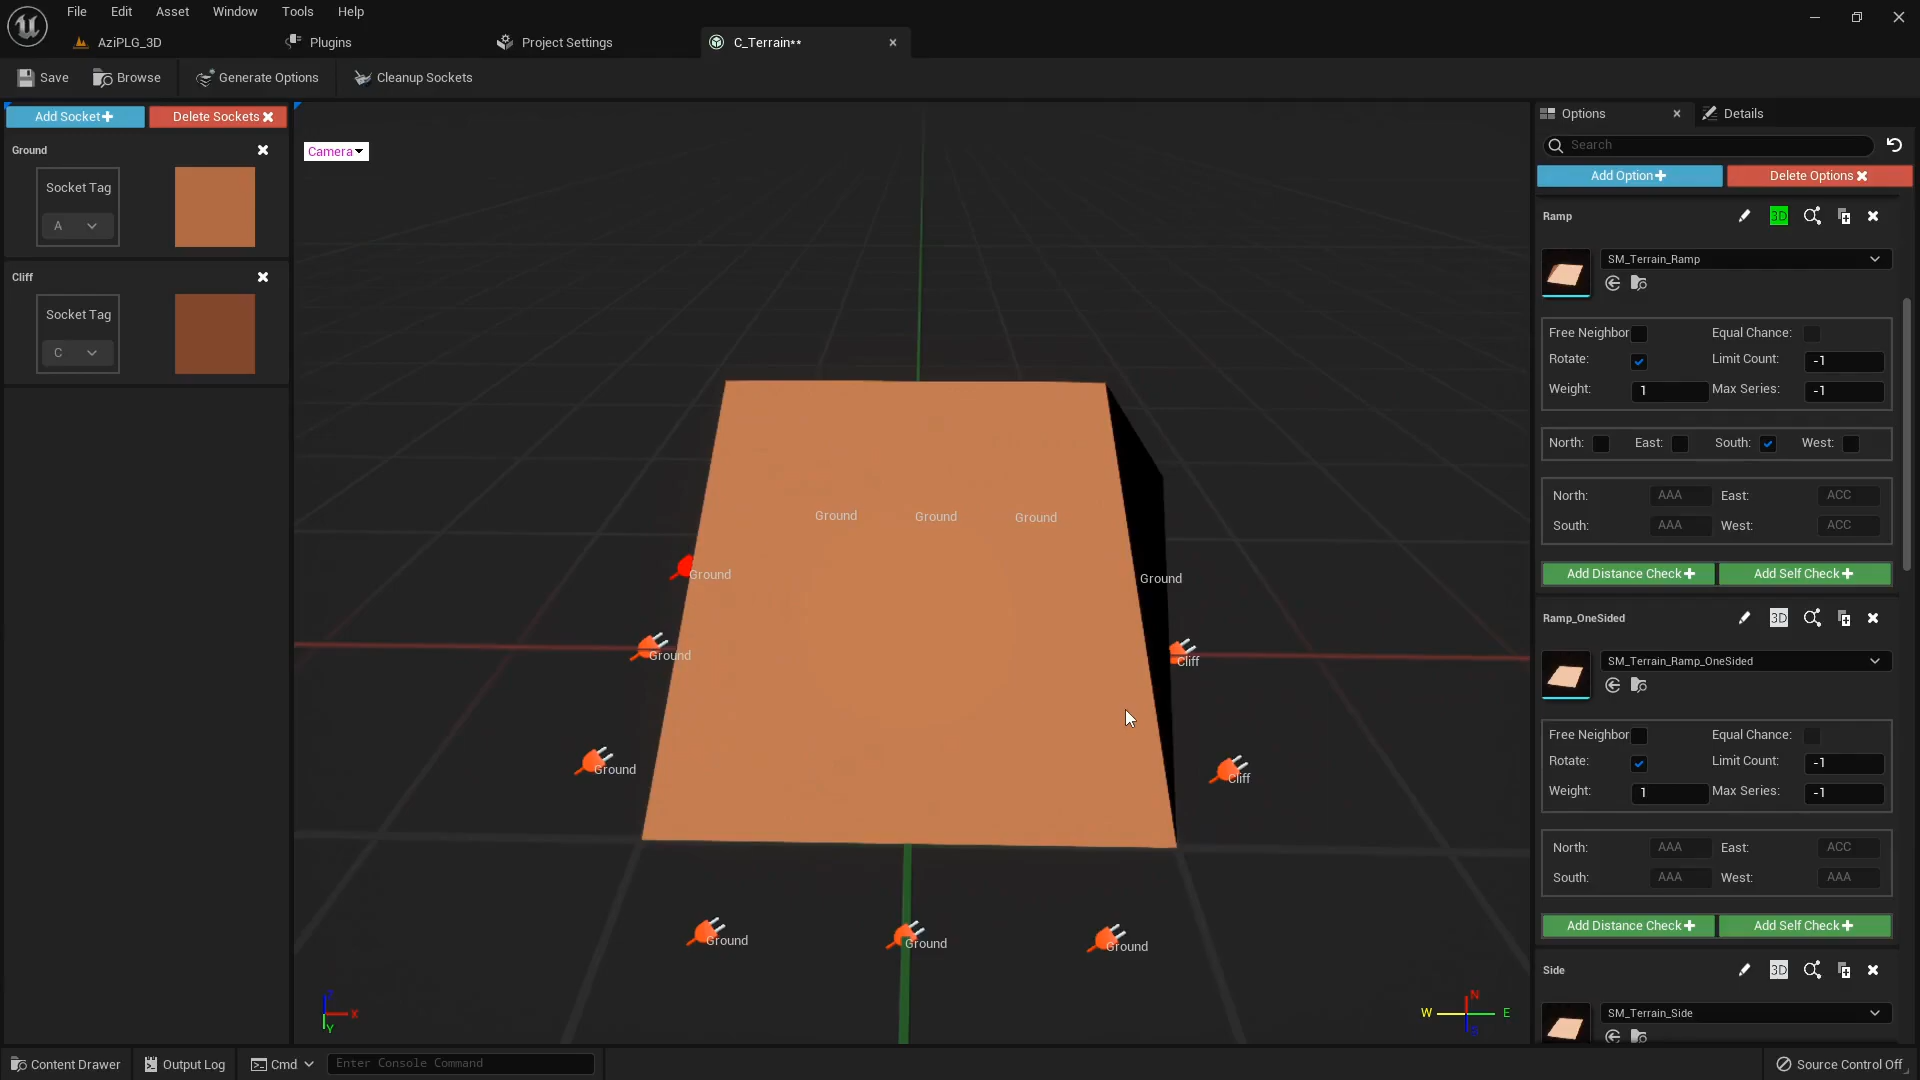 File Edit Asset Window Tools Help
AziPLG_3D Plugins Project Settings C_Terrain**
Save Browse Generate Options Cleanup Sockets
Add Socket Delete Sockets
Ground
Socket Tag
A
Cliff
Socket Tag
C
Camera
Ground Ground Ground
Ground Ground
Ground Cliff
Ground Cliff
Ground Ground Ground
X
Y
N
W E
Options Details
Search
Add Option Delete Options
Ramp 3D
SM_Terrain_Ramp
Free Neighbor Equal Chance:
Rotate: Limit Count: -1
Weight: 1 Max Series: -1
North: East: South: West:
North: AAA East: ACC
South: AAA West: ACC
Add Distance Check Add Self Check
Ramp_OneSided 3D
SM_Terrain_Ramp_OneSided
Free Neighbor Equal Chance:
Rotate: Limit Count: -1
Weight: 1 Max Series: -1
North: AAA East: ACC
South: AAA West: AAA
Add Distance Check Add Self Check
Side 3D
SM_Terrain_Side
Content Drawer Output Log Cmd Enter Console Command Source Control Off